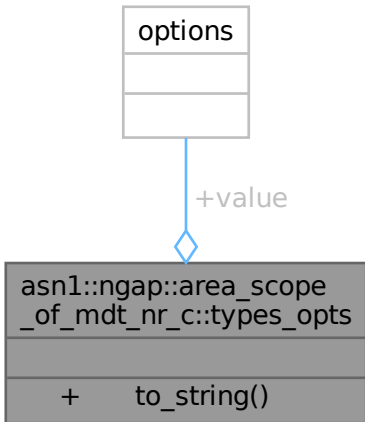 options
+value
asn1::ngap::area_scope
_of_mdt_nr_c::types_opts
+ to_string()